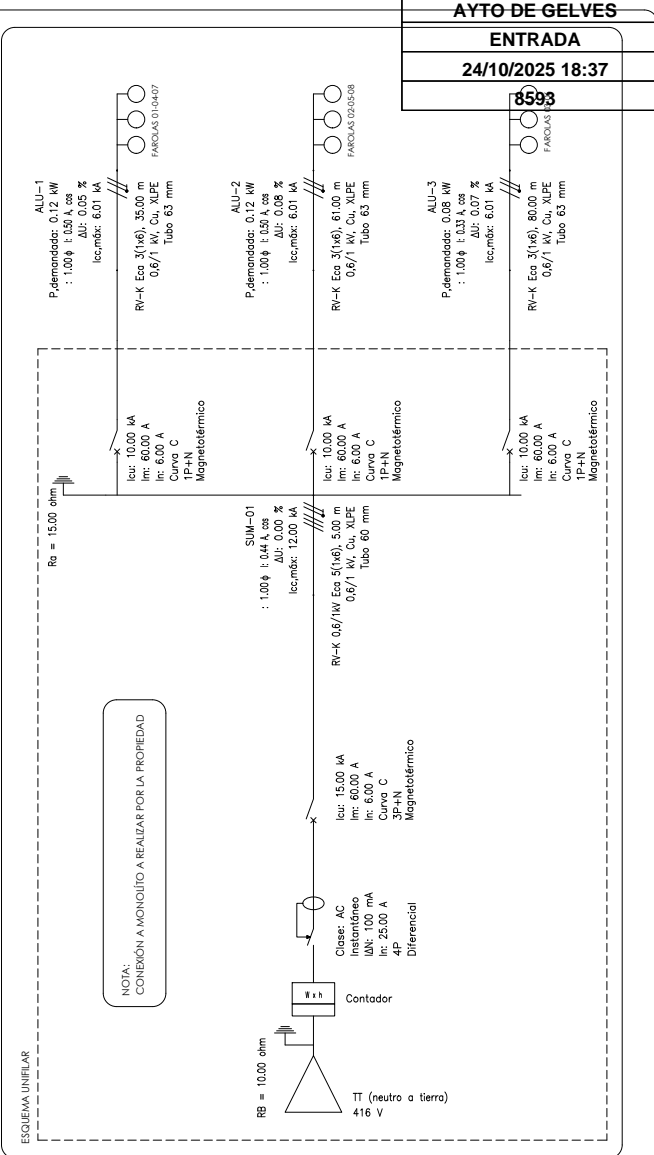 AYTO DE GELVES
ENTRADA
24/10/2025 18:37
8593
ESQUEMA UNIFILAR
NOTA:
CONEXIÓN A MONOLÍTO A REALIZAR POR LA PROPIEDAD
RB = 10.00 ohm
TT (neutro a tierra)
416 V
W x h
Contador
Clase: AC
Instantáneo
IΔN: 100 mA
In: 25.00 A
4P
Diferencial
Icu: 15.00 kA
Im: 60.00 A
In: 6.00 A
Curva C
3P+N
Magnetotérmico
SUM-01
: 1.00 ϕ I: 0.44 A, cos
ΔU: 0.00 %
Icc,máx: 12.00 kA
RV-K 0,6/1kV Eca 5(1x6), 5.00 m
0,6/1 kV, Cu, XLPE
Tubo 60 mm
Ra = 15.00 ohm
Icu: 10.00 kA
Im: 60.00 A
In: 6.00 A
Curva C
1P+N
Magnetotérmico
ALU-1
P,demandada: 0.12 kW
: 1.00 ϕ I: 0.50 A, cos
ΔU: 0.05 %
Icc,máx: 6.01 kA
RV-K Eca 3(1x6), 35.00 m
0,6/1 kV, Cu, XLPE
Tubo 63 mm
FAROLAS 01-04-07
Icu: 10.00 kA
Im: 60.00 A
In: 6.00 A
Curva C
1P+N
Magnetotérmico
ALU-2
P,demandada: 0.12 kW
: 1.00 ϕ I: 0.50 A, cos
ΔU: 0.08 %
Icc,máx: 6.01 kA
RV-K Eca 3(1x6), 61.00 m
0,6/1 kV, Cu, XLPE
Tubo 63 mm
FAROLAS 02-05-08
Icu: 10.00 kA
Im: 60.00 A
In: 6.00 A
Curva C
1P+N
Magnetotérmico
ALU-3
P,demandada: 0.08 kW
: 1.00 ϕ I: 0.33 A, cos
ΔU: 0.07 %
Icc,máx: 6.01 kA
RV-K Eca 3(1x6), 80.00 m
0,6/1 kV, Cu, XLPE
Tubo 63 mm
FAROLAS